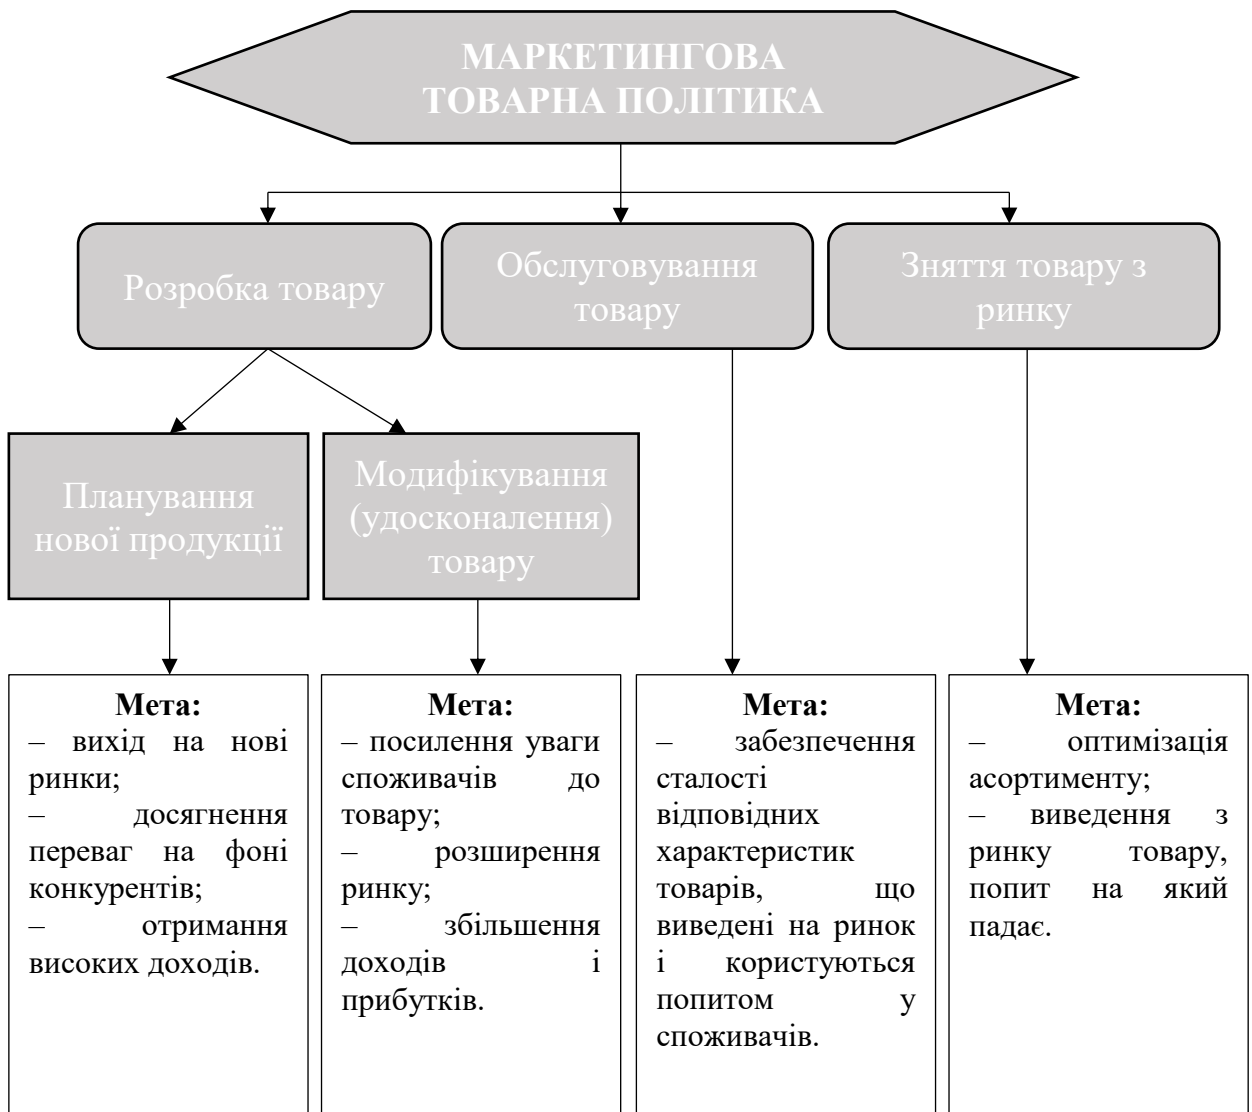 МАРКЕТИНГОВА
ТОВАРНА ПОЛІТИКА
Розробка товару
Обслуговування
товару
Зняття товару з
ринку
Планування
нової продукції
Модифікування
(удосконалення)
товару
Мета:
– вихід на нові
ринки;
– досягнення
переваг на фоні
конкурентів;
– отримання
високих доходів.
Мета:
– посилення уваги
споживачів до
товару;
– розширення
ринку;
– збільшення
доходів і
прибутків.
Мета:
– забезпечення
сталості
відповідних
характеристик
товарів, що
виведені на ринок
і користуються
попитом у
споживачів.
Мета:
– оптимізація
асортименту;
– виведення з
ринку товару,
попит на який
падає.